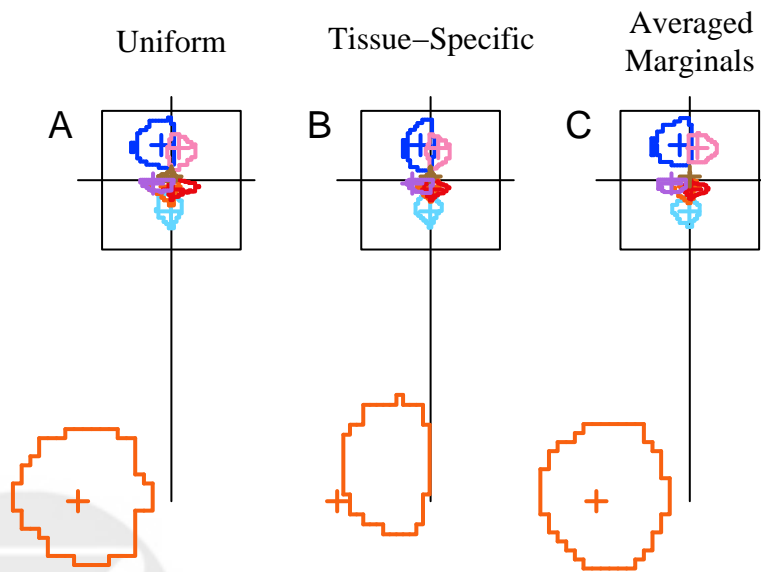 Uniform
Tissue−Specific
Averaged
Marginals
A
B
C